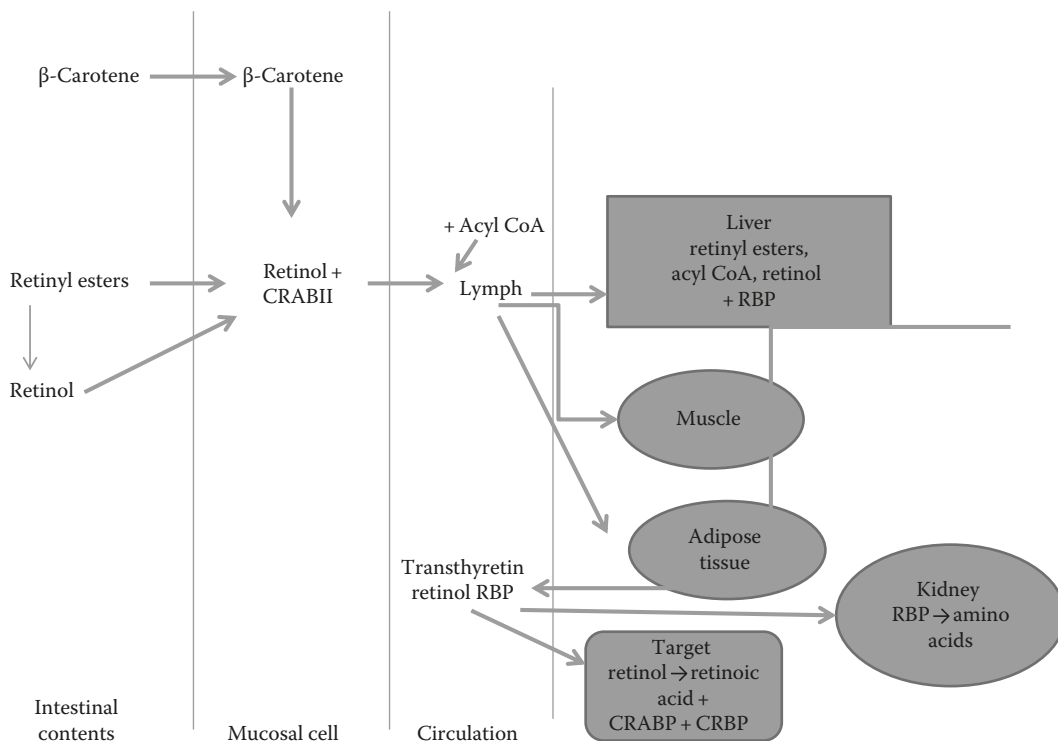 β-Carotene
β-Carotene
+ Acyl CoA
Liver
retinyl esters,
acyl CoA, retinol
+ RBP
Retinyl esters
Retinol +
CRABII
Lymph
Retinol
Muscle
Adipose
tissue
Transthyretin
retinol RBP
Kidney
RBP → amino
acids
Target
retinol → retinoic
acid +
CRABP + CRBP
Intestinal
contents
Mucosal cell
Circulation